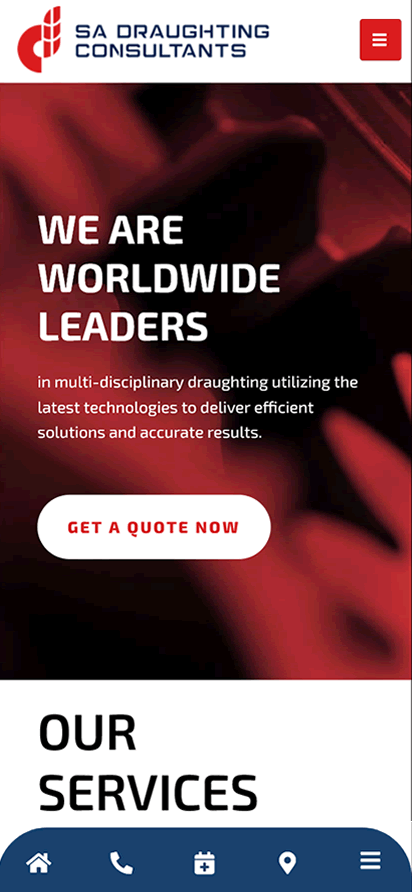 SA DRAUGHTING
CONSULTANTS
WE ARE
WORLDWIDE
LEADERS
in multi-disciplinary draughting utilizing the
latest technologies to deliver efficient
solutions and accurate results.
GET A QUOTE NOW
OUR
SERVICES